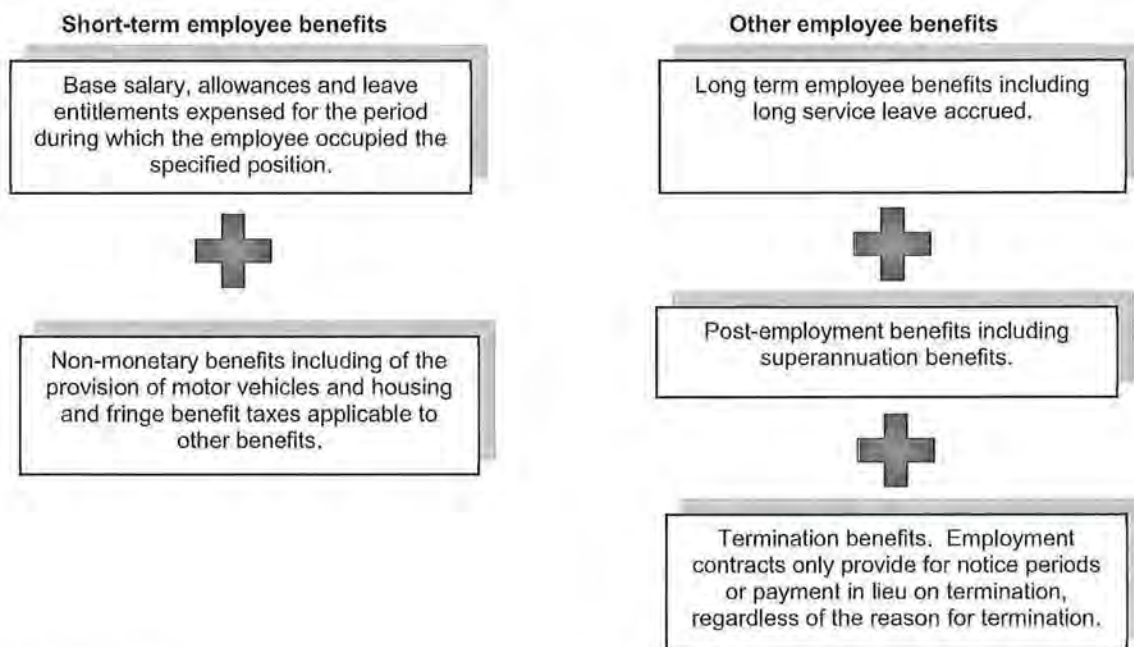 Short-term employee benefits
Base salary, allowances and leave
entitlements expensed for the period
during which the employee occupied the
specified position.
Non-monetary benefits including of the
provision of motor vehicles and housing
and fringe benefit taxes applicable to
other benefits.
Other employee benefits
Long term employee benefits including
long service leave accrued.
Post-employment benefits including
superannuation benefits.
Termination benefits. Employment
contracts only provide for notice periods
or payment in lieu on termination,
regardless of the reason for termination.